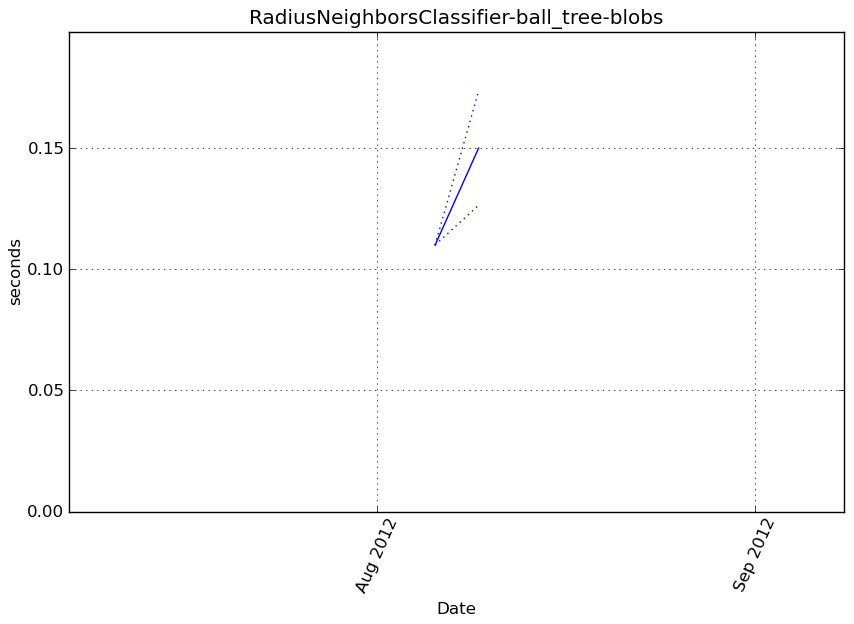 RadiusNeighborsClassifier-ball_tree-blobs
seconds
0.15
0.10
0.05
0.00
Aug 2012
Sep 2012
Date